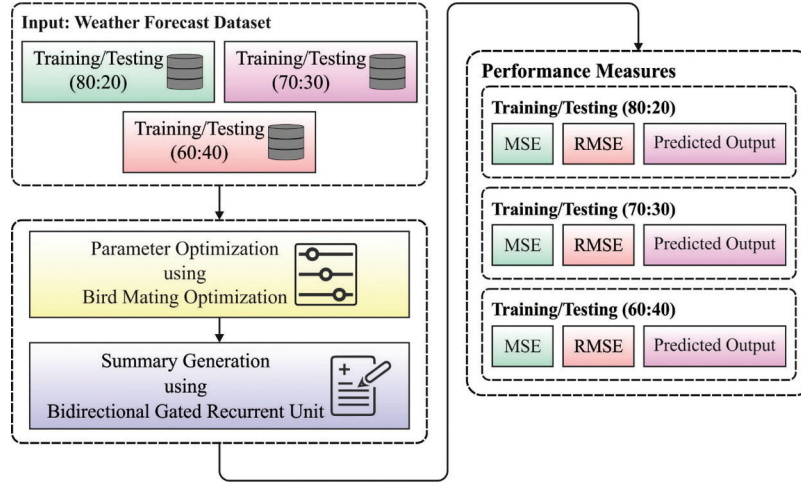 Input: Weather Forecast Dataset
Training/Testing
(80:20)
Training/Testing
(70:30)
Training/Testing
(60:40)
Parameter Optimization
using
Bird Mating Optimization
Summary Generation
using
Bidirectional Gated Recurrent Unit
Performance Measures
Training/Testing (80:20)
MSE RMSE Predicted Output
Training/Testing (70:30)
MSE RMSE Predicted Output
Training/Testing (60:40)
MSE RMSE Predicted Output